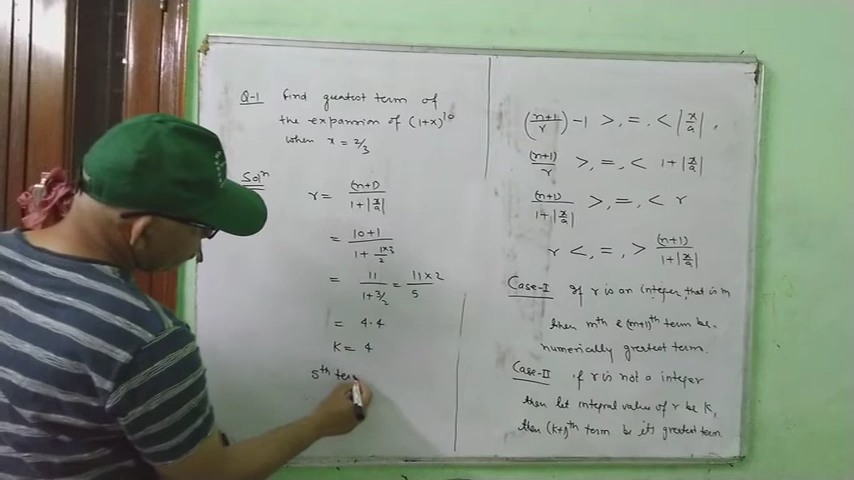 Q-1 Find greatest term of
the expansion of (1+x)^10
when x = 2/3
Sol^n
r = (n+1) / 1+|x/a|
= 10+1 / 1 + 1×3/2
= 11 / 1+3/2 = 11×2 / 5
= 4.4
K = 4
5th ter
((n+1)/r) - 1 >, =, < |x/a|,
(n+1)/r >, =, < 1+|x/a|
(n+1) / 1+|x/a| >, =, < r
r <, =, > (n+1) / 1+|x/a|
Case-I If r is an integer, that is m
then mth & (m+1)th term be
numerically greatest term.
Case-II if r is not a integer
then let integral value of r be K,
then (k+1)th term be its greatest term